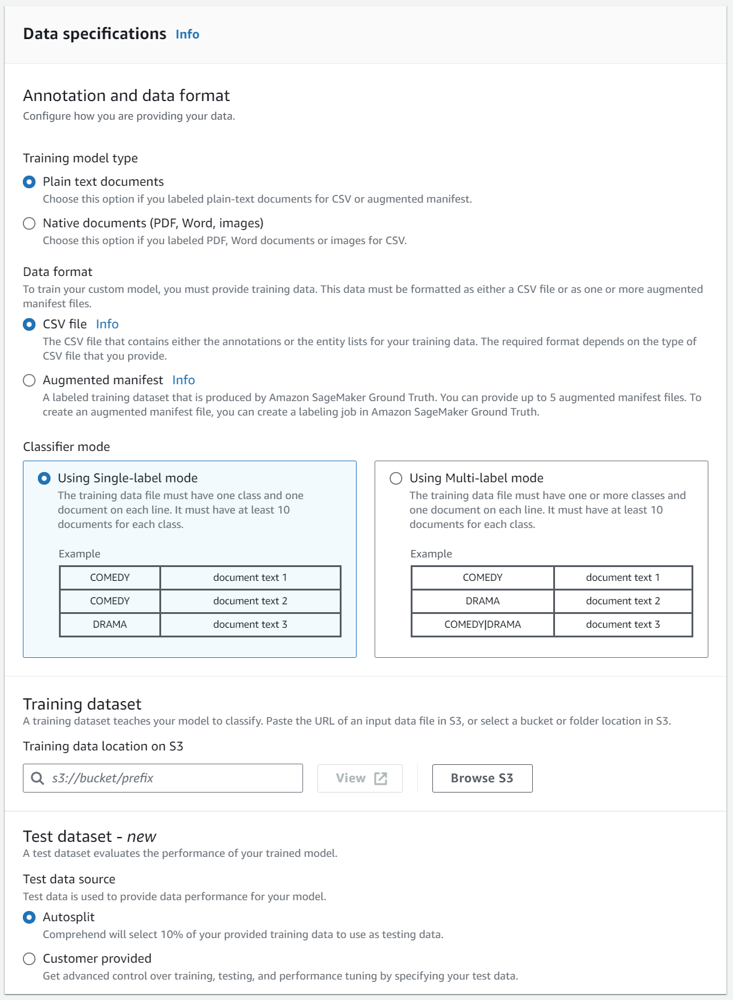 Data specifications Info
Annotation and data format
Configure how you are providing your data.
Training model type
Plain text documents
Choose this option if you labeled plain-text documents for CSV or augmented manifest.
Native documents (PDF, Word, images)
Choose this option if you labeled PDF, Word documents or images for CSV.
Data format
To train your custom model, you must provide training data. This data must be formatted as either a CSV file or as one or more augmented
manifest files.
CSV file Info
The CSV file that contains either the annotations or the entity lists for your training data. The required format depends on the type of
CSV file that you provide.
Augmented manifest Info
A labeled training dataset that is produced by Amazon SageMaker Ground Truth. You can provide up to 5 augmented manifest files. To
create an augmented manifest file, you can create a labeling job in Amazon SageMaker Ground Truth.
Classifier mode
Using Single-label mode
The training data file must have one class and one
document on each line. It must have at least 10
documents for each class.
Example
COMEDY document text 1
COMEDY document text 2
DRAMA document text 3
Using Multi-label mode
The training data file must have one or more classes and
one document on each line. It must have at least 10
documents for each class.
Example
COMEDY document text 1
DRAMA document text 2
COMEDY|DRAMA document text 3
Training dataset
A training dataset teaches your model to classify. Paste the URL of an input data file in S3, or select a bucket or folder location in S3.
Training data location on S3
s3://bucket/prefix View Browse S3
Test dataset - new
A test dataset evaluates the performance of your trained model.
Test data source
Test data is used to provide data performance for your model.
Autosplit
Comprehend will select 10% of your provided training data to use as testing data.
Customer provided
Get advanced control over training, testing, and performance tuning by specifying your test data.